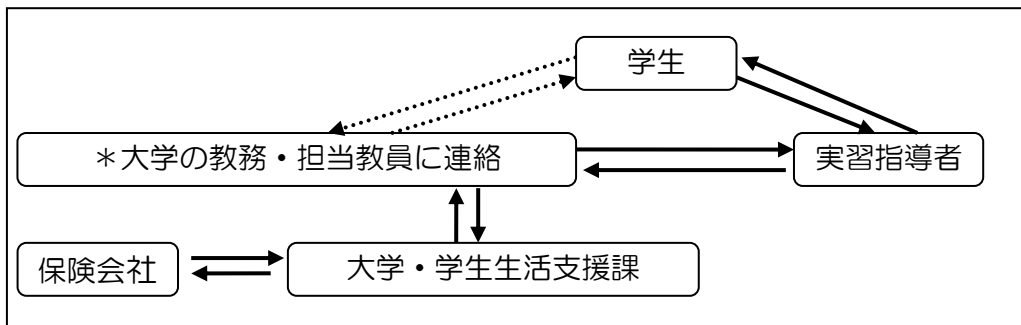 学生
＊大学の教務・担当教員に連絡
実習指導者
保険会社
大学・学生生活支援課